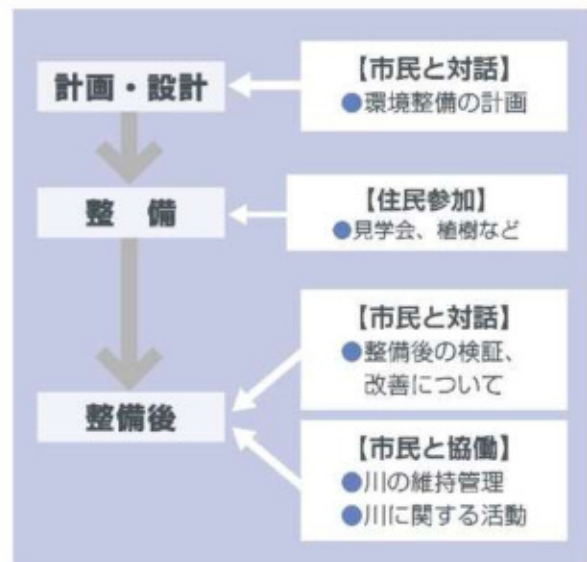 計画・設計
【市民と対話】
●環境整備の計画
整 備
【住民参加】
●見学会、植樹など
【市民と対話】
●整備後の検証、
改善について
整備後
【市民と協働】
●川の維持管理
●川に関する活動